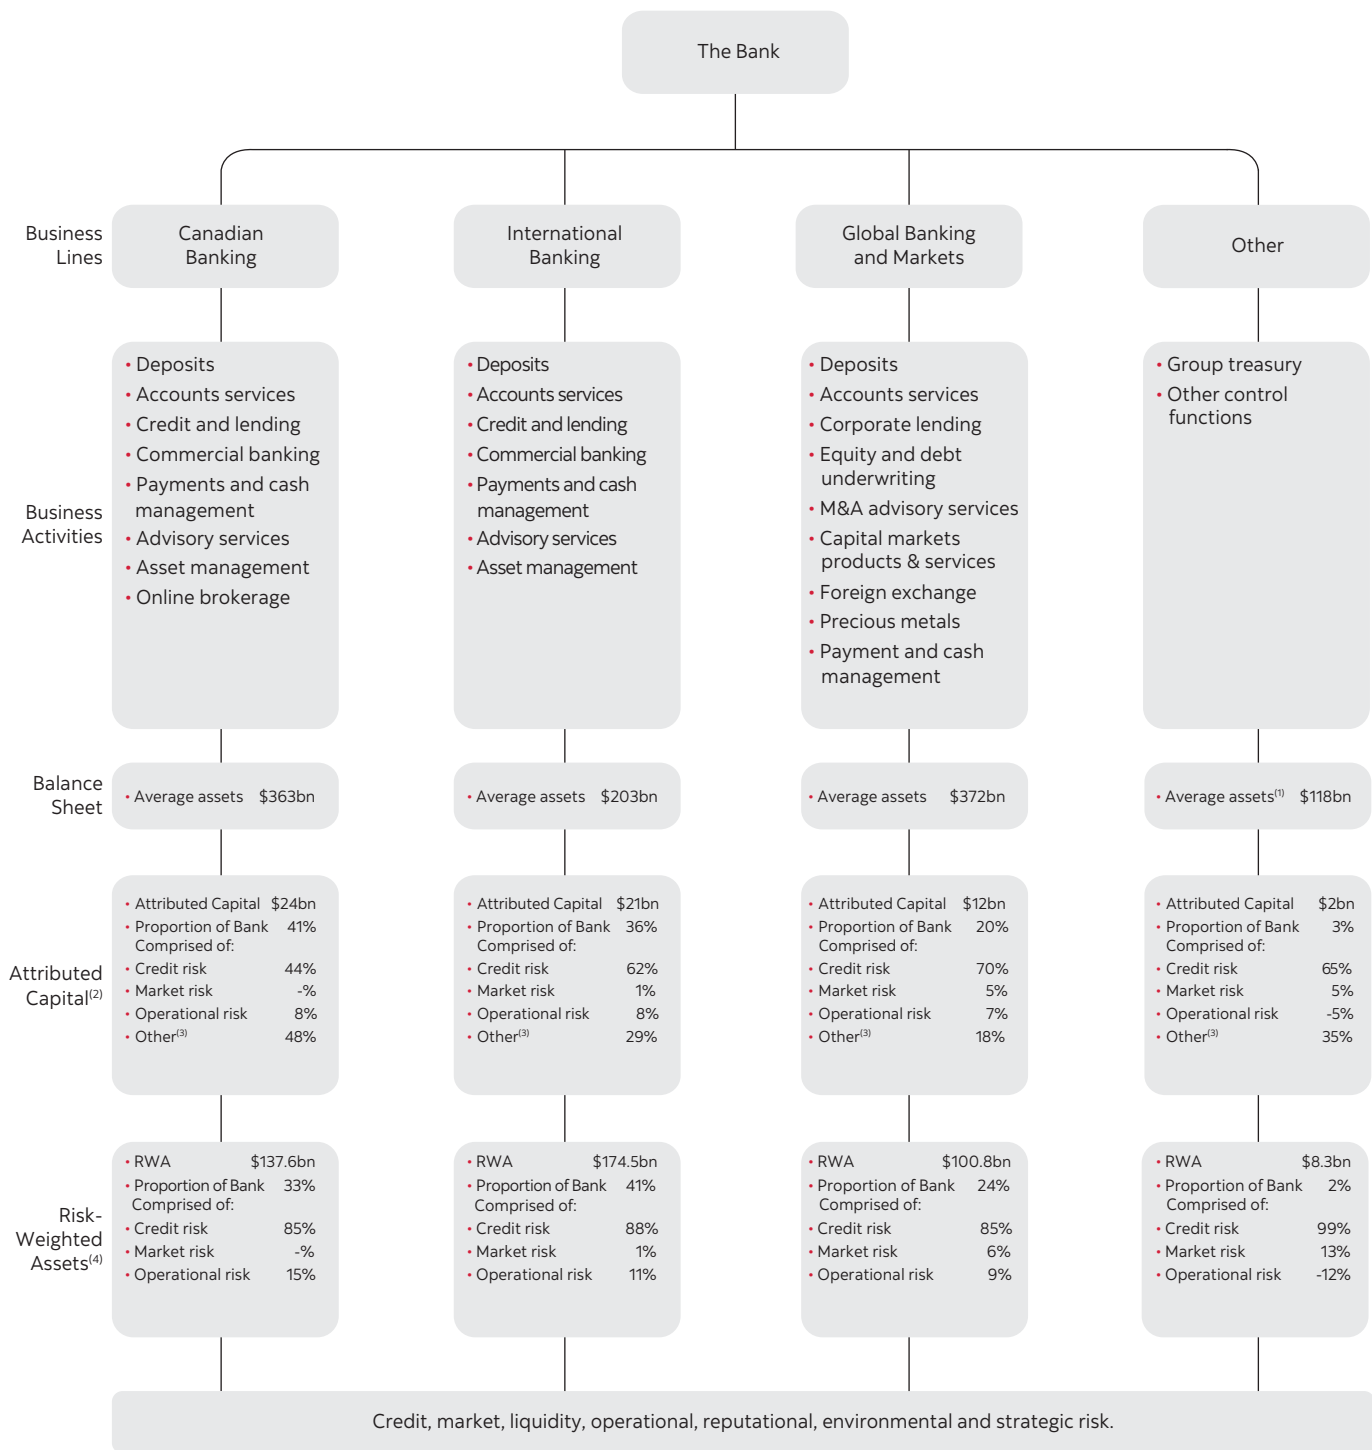 The Bank
Business
Lines
Canadian
Banking
International
Banking
Global Banking
and Markets
Other
Business
Activities
• Deposits
• Accounts services
• Credit and lending
• Commercial banking
• Payments and cash
management
• Advisory services
• Asset management
• Online brokerage
• Deposits
• Accounts services
• Credit and lending
• Commercial banking
• Payments and cash
management
• Advisory services
• Asset management
• Deposits
• Accounts services
• Corporate lending
• Equity and debt
underwriting
• M&A advisory services
• Capital markets
products & services
• Foreign exchange
• Precious metals
• Payment and cash
management
• Group treasury
• Other control
functions
Balance
Sheet
• Average assets $363bn
• Average assets $203bn
• Average assets $372bn
• Average assets(1) $118bn
Attributed
Capital(2)
• Attributed Capital $24bn
• Proportion of Bank 41%
Comprised of:
• Credit risk 44%
• Market risk -%
• Operational risk 8%
• Other(3) 48%
• Attributed Capital $21bn
• Proportion of Bank 36%
Comprised of:
• Credit risk 62%
• Market risk 1%
• Operational risk 8%
• Other(3) 29%
• Attributed Capital $12bn
• Proportion of Bank 20%
Comprised of:
• Credit risk 70%
• Market risk 5%
• Operational risk 7%
• Other(3) 18%
• Attributed Capital $2bn
• Proportion of Bank 3%
Comprised of:
• Credit risk 65%
• Market risk 5%
• Operational risk -5%
• Other(3) 35%
Risk-
Weighted
Assets(4)
• RWA $137.6bn
• Proportion of Bank 33%
Comprised of:
• Credit risk 85%
• Market risk -%
• Operational risk 15%
• RWA $174.5bn
• Proportion of Bank 41%
Comprised of:
• Credit risk 88%
• Market risk 1%
• Operational risk 11%
• RWA $100.8bn
• Proportion of Bank 24%
Comprised of:
• Credit risk 85%
• Market risk 6%
• Operational risk 9%
• RWA $8.3bn
• Proportion of Bank 2%
Comprised of:
• Credit risk 99%
• Market risk 13%
• Operational risk -12%
Credit, market, liquidity, operational, reputational, environmental and strategic risk.